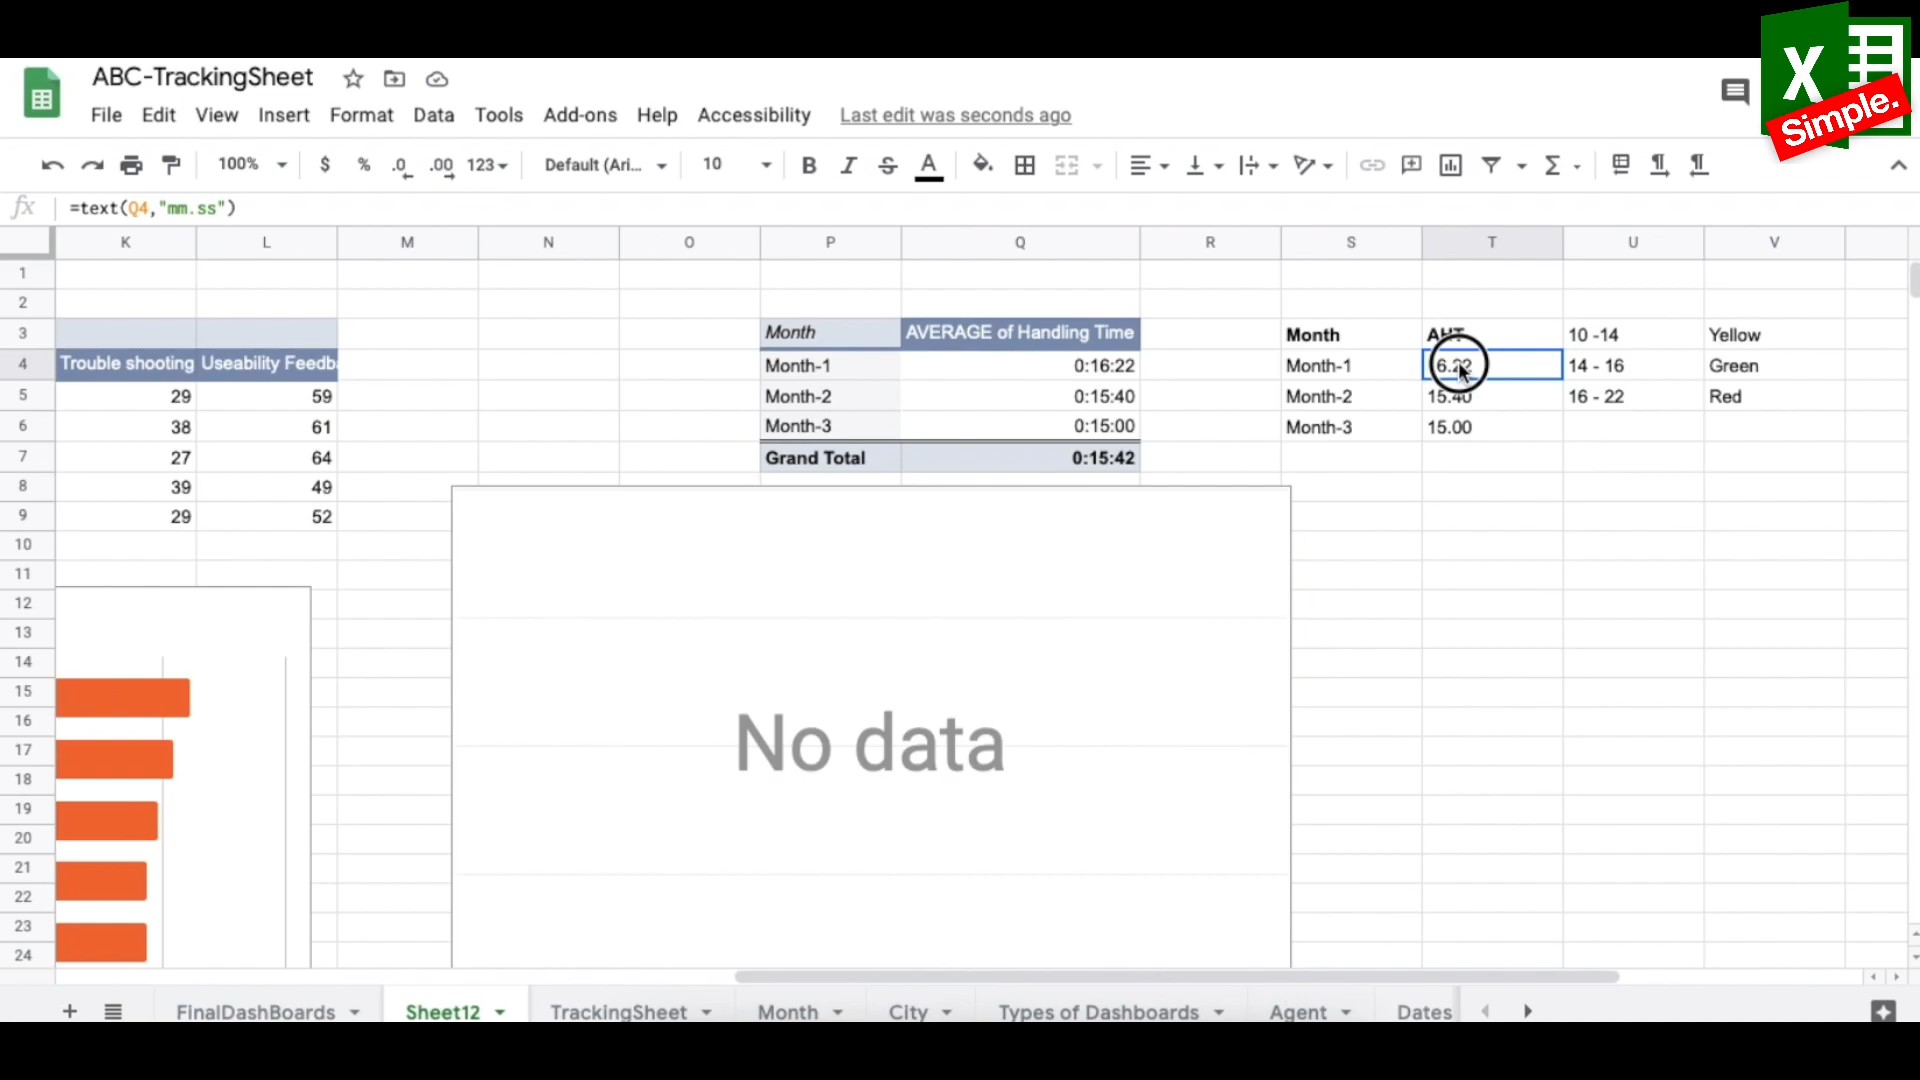 X
Simple.
ABC-TrackingSheet
File Edit View Insert Format Data Tools Add-ons Help Accessibility Last edit was seconds ago
100% $ % .0 .00 123 Default (Ari... 10 B I S A
fx =text(Q4,"mm.ss")
K L M N O P Q R S T U V
1
2
3 Month AVERAGE of Handling Time Month AHT 10 -14 Yellow
4 Trouble shooting Useability Feedba Month-1 0:16:22 Month-1 6.22 14 - 16 Green
5 29 59 Month-2 0:15:40 Month-2 15.40 16 - 22 Red
6 38 61 Month-3 0:15:00 Month-3 15.00
7 27 64 Grand Total 0:15:42
8 39 49
9 29 52
10
11
12
13
14
15
16
17
18
19
20
21
22
23
24
No data
FinalDashBoards Sheet12 TrackingSheet Month City Types of Dashboards Agent Dates